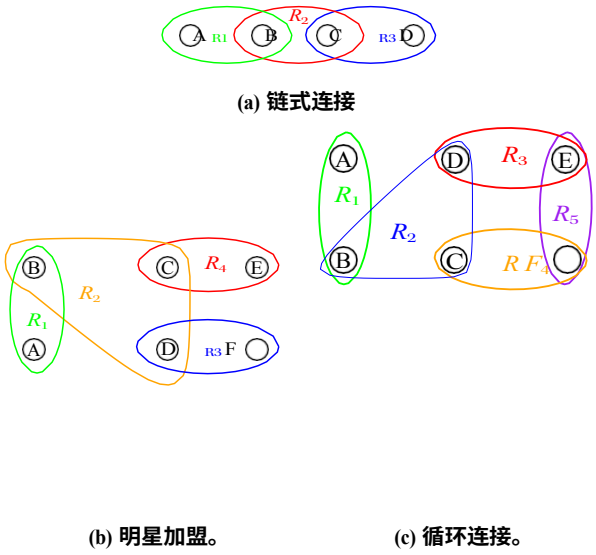 A R1 B R2 C R3 D
(a) 链式连接
A D R3 E
R1 R2 R5
B C R F4
B R2 C R4 E
R1
A D R3 F
(b) 明星加盟。 (c) 循环连接。